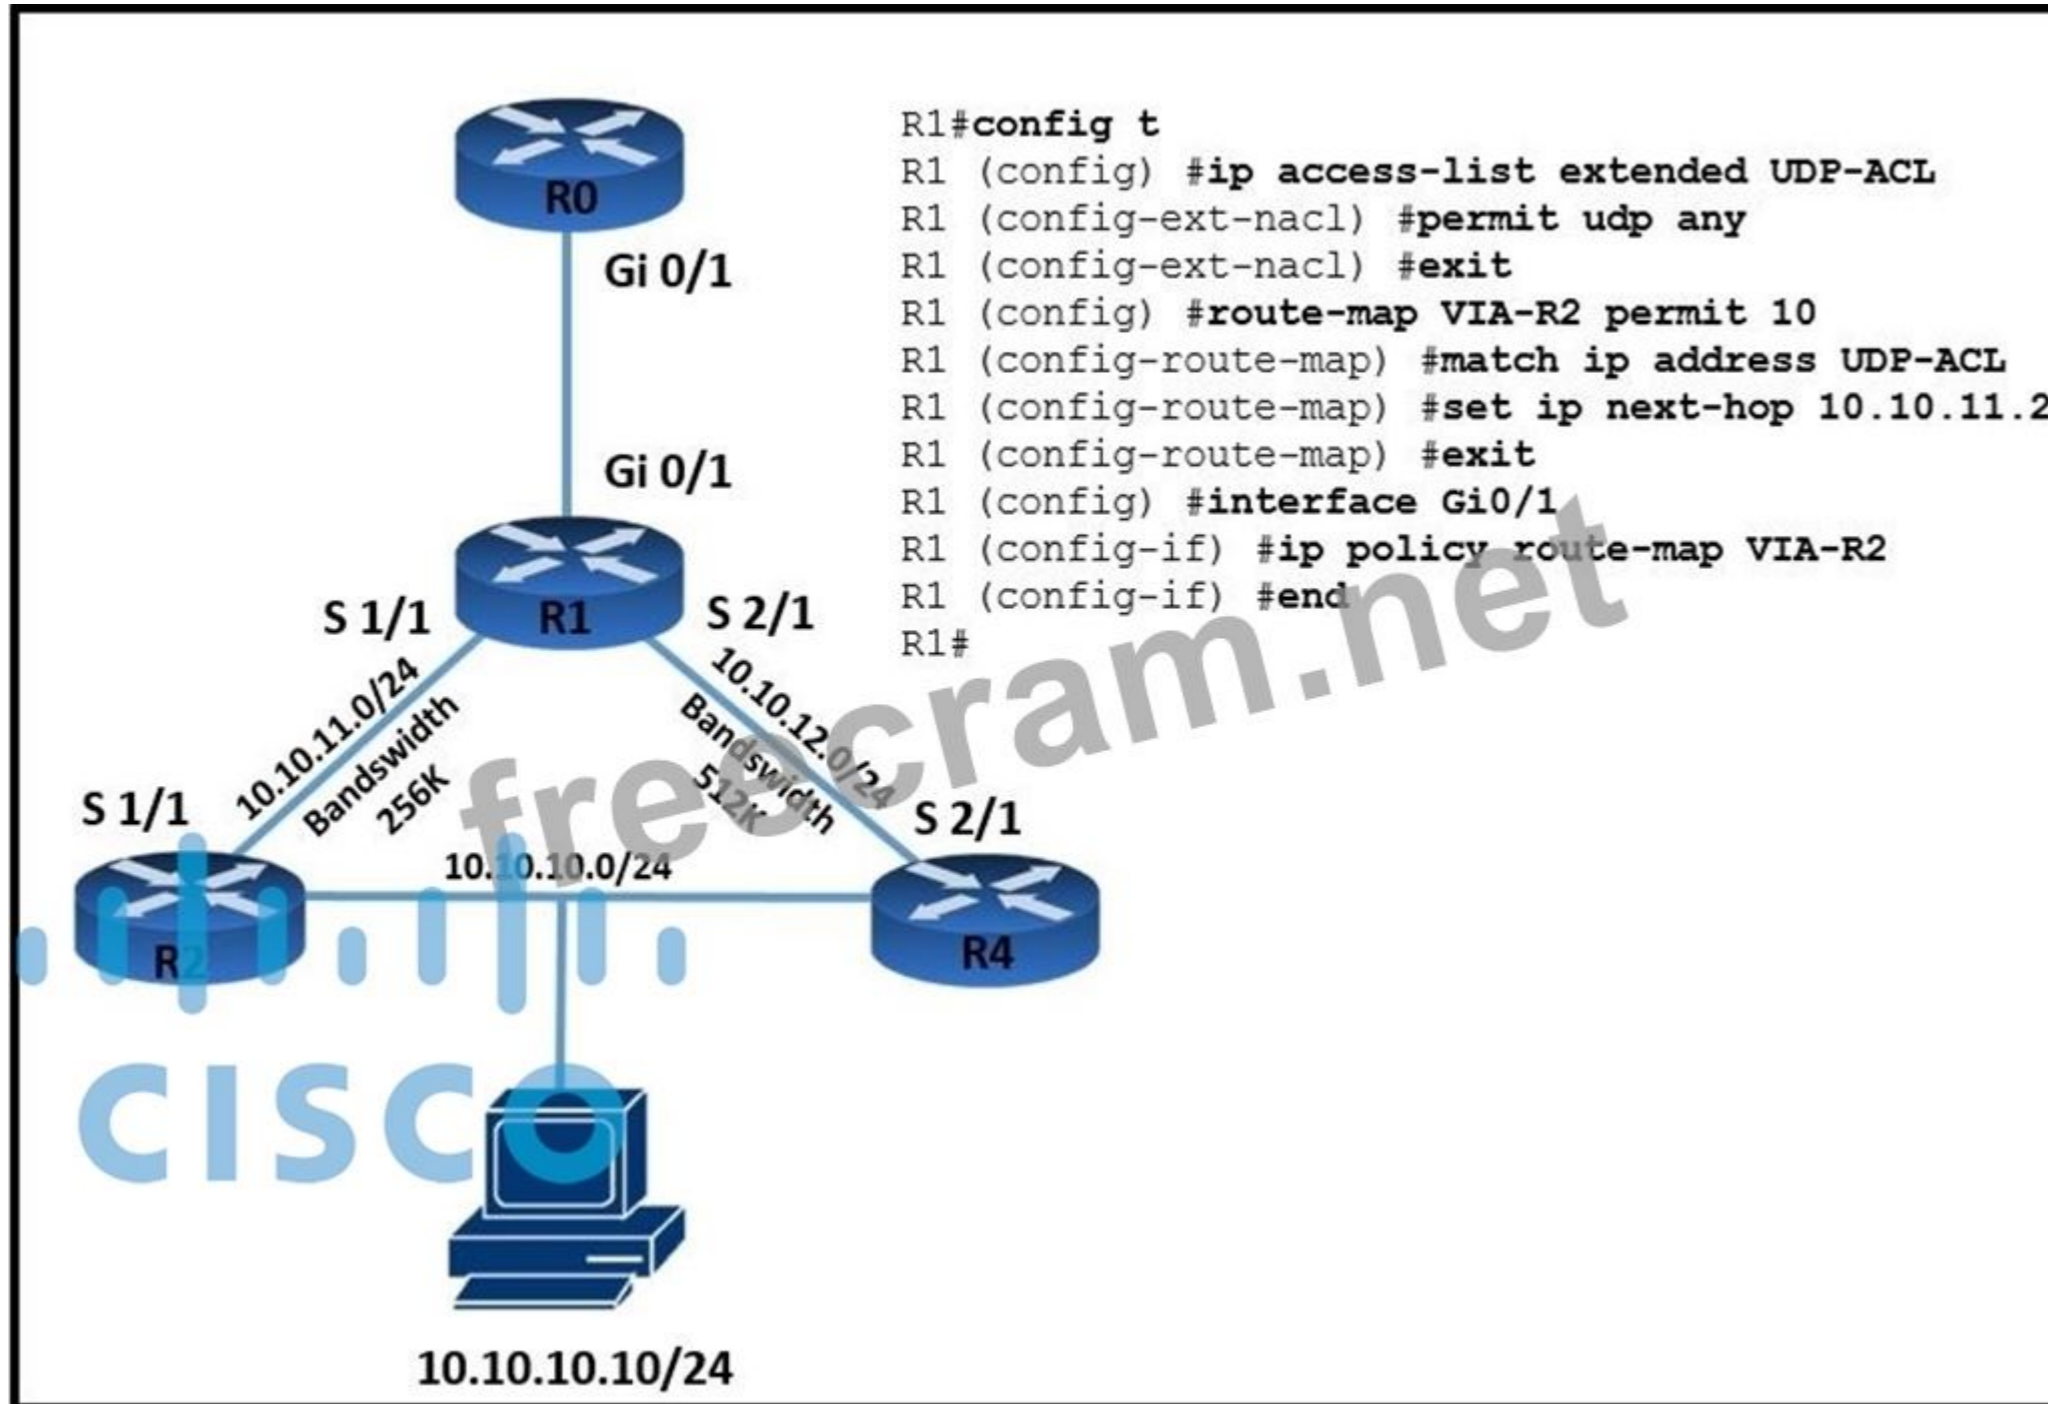 R0
Gi 0/1
Gi 0/1
R1
S 1/1
S 2/1
10.10.11.0/24
Bandswidth
256K
10.10.12.0/24
Bandswidth
512K
S 1/1
S 2/1
10.10.10.0/24
R2
R4
10.10.10.10/24
R1#config t
R1 (config) #ip access-list extended UDP-ACL
R1 (config-ext-nacl) #permit udp any
R1 (config-ext-nacl) #exit
R1 (config) #route-map VIA-R2 permit 10
R1 (config-route-map) #match ip address UDP-ACL
R1 (config-route-map) #set ip next-hop 10.10.11.2
R1 (config-route-map) #exit
R1 (config) #interface Gi0/1
R1 (config-if) #ip policy route-map VIA-R2
R1 (config-if) #end
R1#
freecram.net
CISCO